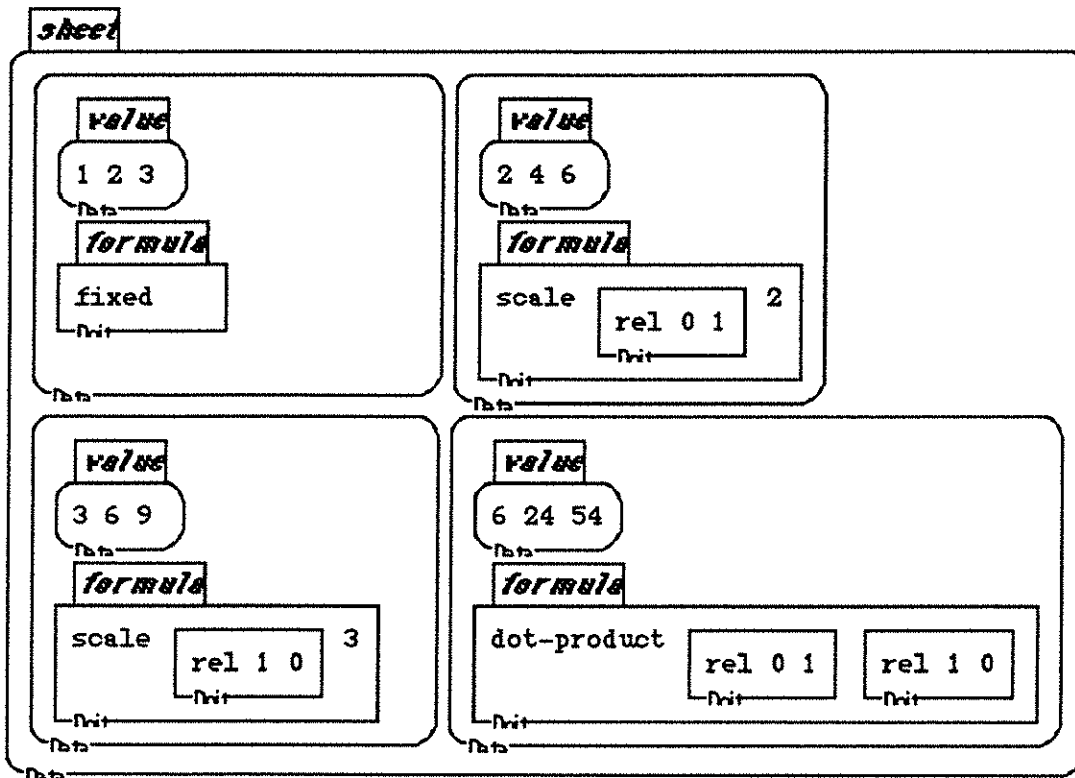 sheet
value
1 2 3
Data
formula
fixed
Doit
Data
value
2 4 6
Data
formula
scale rel 0 1 2
Doit
Doit
Data
value
3 6 9
Data
formula
scale rel 1 0 3
Doit
Doit
Data
value
6 24 54
Data
formula
dot-product rel 0 1 rel 1 0
Doit Doit
Doit
Data
Data